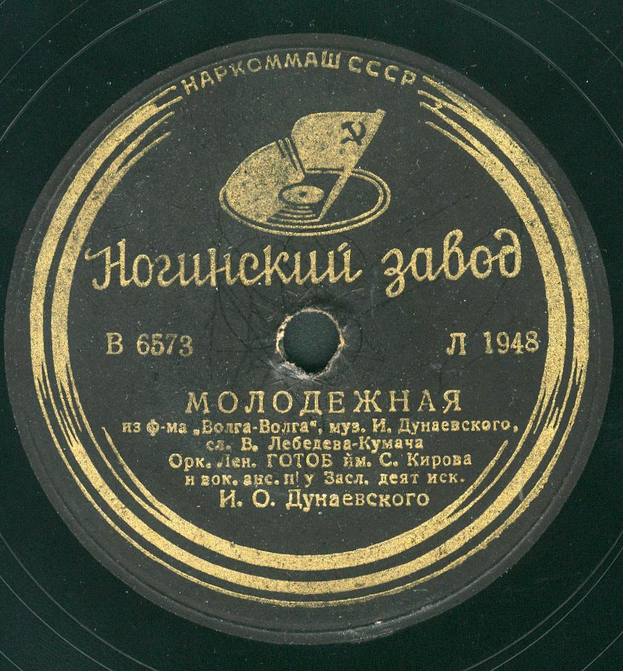 НАРКОММАШ СССР
Ногинский завод
В 6573
Л 1948
МОЛОДЕЖНАЯ
из ф-ма „Волга-Волга“, муз. И. Дунаевского,
сл. В. Лебедева-Кумача
Орк. Лен. ГОТОБ им. С. Кирова
и вок. анс. п/у Засл. деят иск.
И. О. Дунаевского